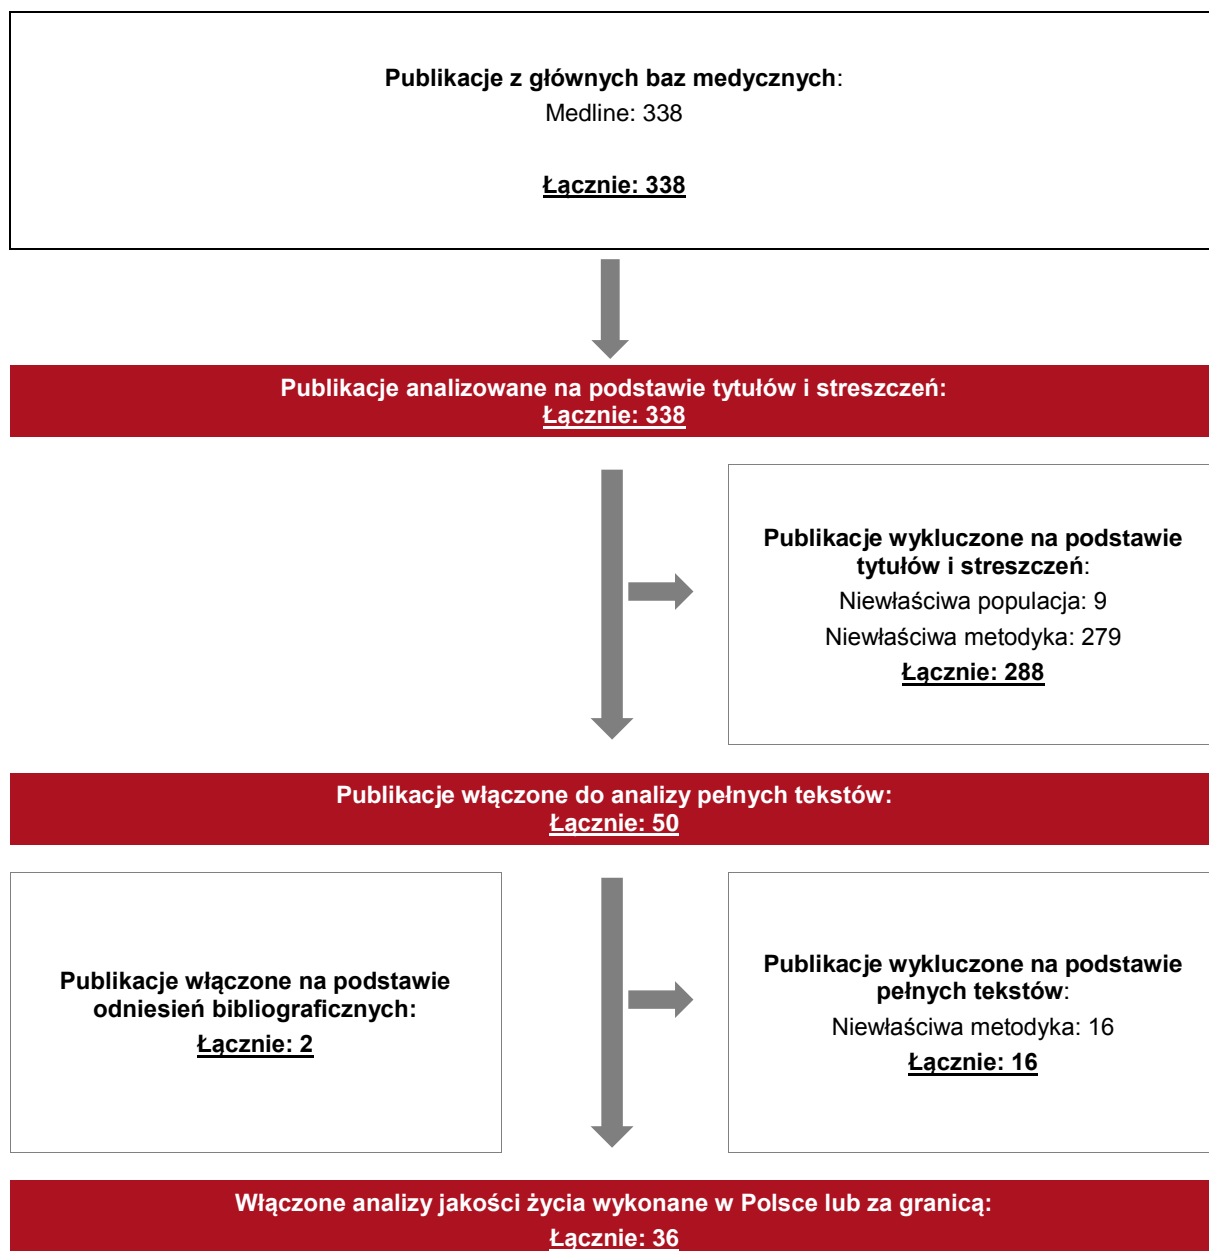 Publikacje z głównych baz medycznych:
Medline: 338
Łącznie: 338
Publikacje analizowane na podstawie tytułów i streszczeń:
Łącznie: 338
Publikacje wykluczone na podstawie
tytułów i streszczeń:
Niewłaściwa populacja: 9
Niewłaściwa metodyka: 279
Łącznie: 288
Publikacje włączone do analizy pełnych tekstów:
Łącznie: 50
Publikacje włączone na podstawie
odniesień bibliograficznych:
Łącznie: 2
Publikacje wykluczone na podstawie
pełnych tekstów:
Niewłaściwa metodyka: 16
Łącznie: 16
Włączone analizy jakości życia wykonane w Polsce lub za granicą:
Łącznie: 36